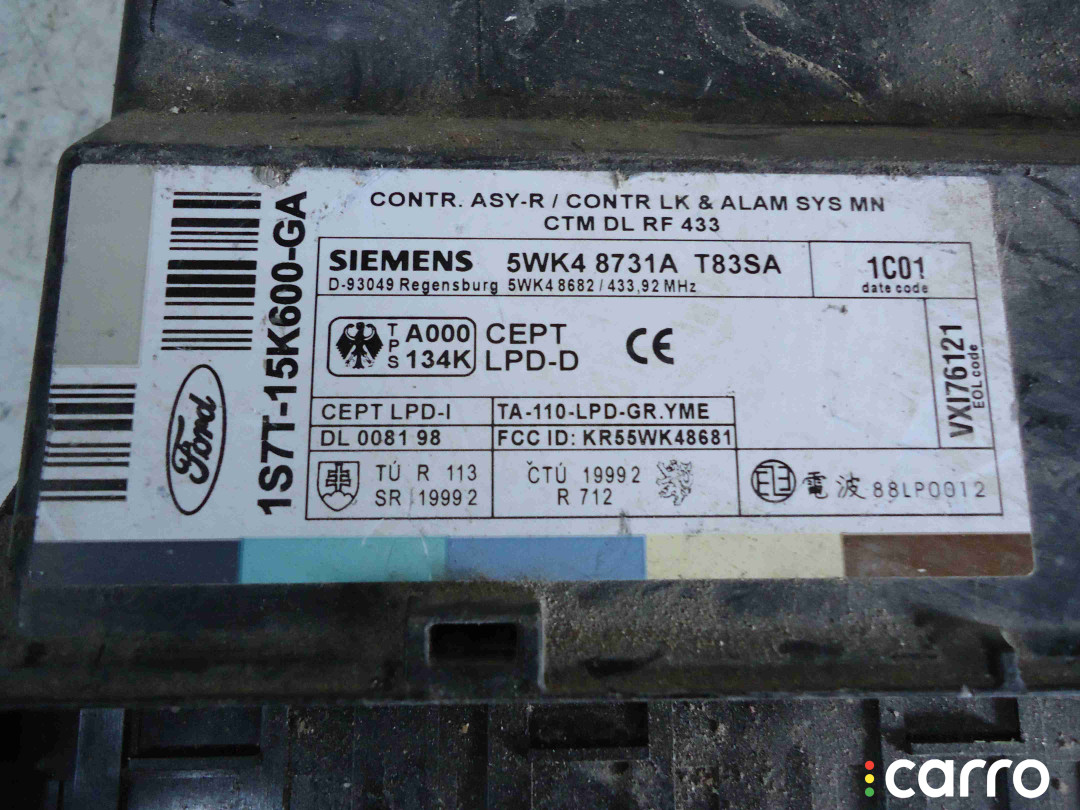 CONTR. ASY-R / CONTR LK & ALAM SYS MN
CTM DL RF 433
SIEMENS 5WK4 8731A T83SA
D-93049 Regensburg 5WK4 8682 / 433,92 MHz
1C01
date code
TPS
A000
134K
CEPT
LPD-D
CE
VXI76121
EOL code
CEPT LPD-I
TA-110-LPD-GR.YME
DL 0081 98
FCC ID: KR55WK48681
TÚ R 113
SR 1999 2
ČTÚ 1999 2
R 712
電波 88LP0012
Ford
1S7T-15K600-GA
carro